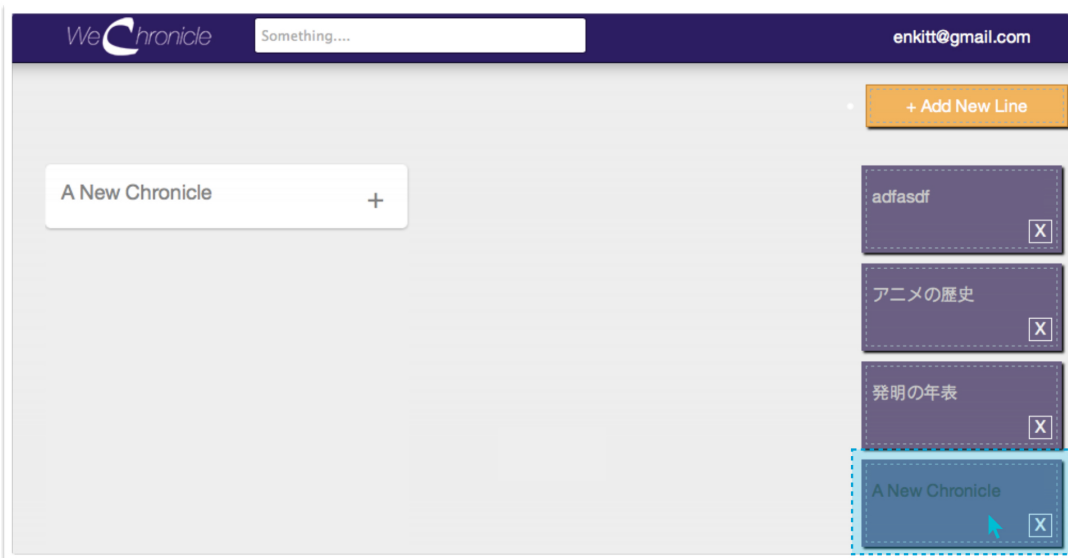 WeChronicle
Something....
enkitt@gmail.com
+ Add New Line
A New Chronicle
+
adfasdf
X
アニメの歴史
X
発明の年表
X
A New Chronicle
X